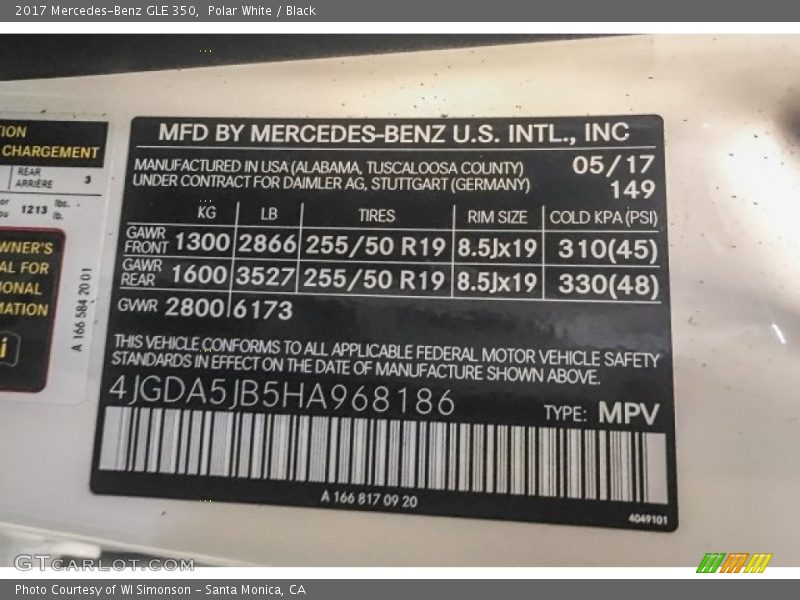 2017 Mercedes-Benz GLE 350,  Polar White / Black
ION
CHARGEMENT
REAR
ARRIÈRE
3
or
ou
1213
lbs.
lb.
WNER'S
AL FOR
IONAL
MATION
i
A 166 584 20 01
MFD BY MERCEDES-BENZ U.S. INTL., INC
MANUFACTURED IN USA (ALABAMA, TUSCALOOSA COUNTY) 05/17
UNDER CONTRACT FOR DAIMLER AG, STUTTGART (GERMANY) 149
KG LB TIRES RIM SIZE COLD KPA (PSI)
GAWR FRONT 1300 2866 255/50 R19 8.5Jx19 310(45)
GAWR REAR 1600 3527 255/50 R19 8.5Jx19 330(48)
GVWR 2800 6173
THIS VEHICLE CONFORMS TO ALL APPLICABLE FEDERAL MOTOR VEHICLE SAFETY
STANDARDS IN EFFECT ON THE DATE OF MANUFACTURE SHOWN ABOVE.
4JGDA5JB5HA968186
TYPE: MPV
A 166 817 09 20
4049101
GTCARLOT.COM
Photo Courtesy of WI Simonson - Santa Monica, CA